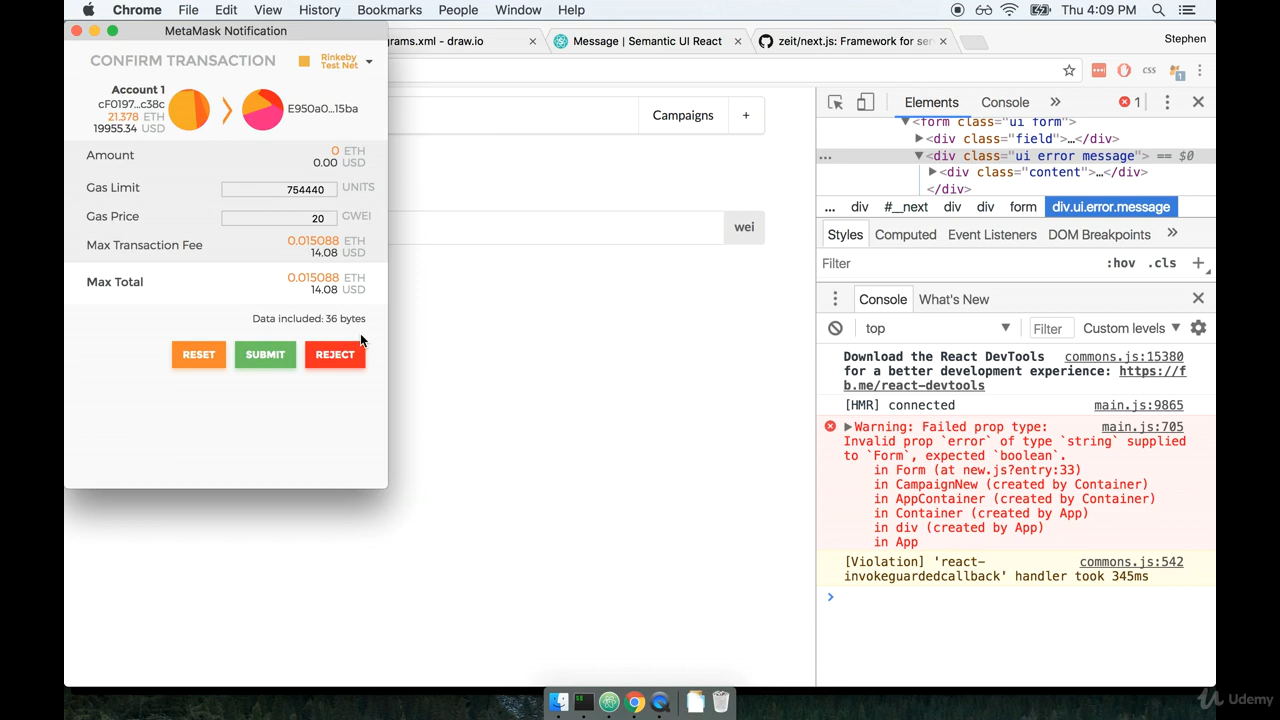 Chrome File Edit View History Bookmarks People Window Help Thu 4:09 PM
MetaMask Notification
grams.xml - draw.io
Message | Semantic UI React
zeit/next.js: Framework for ser
Stephen
CONFIRM TRANSACTION
Rinkeby
Test Net
Account 1
cF0197...c38c
21.378 ETH
19955.34 USD
E950a0...15ba
Amount
0 ETH
0.00 USD
Gas Limit 754440 UNITS
Gas Price 20 GWEI
Max Transaction Fee
0.015088 ETH
14.08 USD
Max Total
0.015088 ETH
14.08 USD
Data included: 36 bytes
RESET SUBMIT REJECT
Campaigns +
wei
css
1
Elements Console » 1
<form class="ui form">
<div class="field">…</div>
... <div class="ui error message"> == $0
<div class="content">…</div>
</div>
... div #__next div div form div.ui.error.message
Styles Computed Event Listeners DOM Breakpoints »
Filter :hov .cls +
Console What's New
top Filter Custom levels
Download the React DevTools commons.js:15380
for a better development experience: https://f
b.me/react-devtools
[HMR] connected main.js:9865
Warning: Failed prop type: main.js:705
Invalid prop `error` of type `string` supplied
to `Form`, expected `boolean`.
in Form (at new.js?entry:33)
in CampaignNew (created by Container)
in AppContainer (created by Container)
in Container (created by App)
in div (created by App)
in App
[Violation] 'react- commons.js:542
invokeguardedcallback' handler took 345ms
Udemy